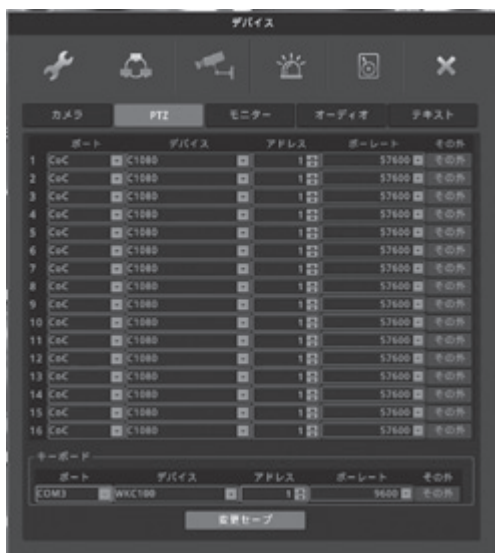 デバイス
カメラ PTZ モニター オーディオ テキスト
ポート デバイス アドレス ボーレート その外
1 CoC C1080 1 57600 その外
2 CoC C1080 1 57600 その外
3 CoC C1080 1 57600 その外
4 CoC C1080 1 57600 その外
5 CoC C1080 1 57600 その外
6 CoC C1080 1 57600 その外
7 CoC C1080 1 57600 その外
8 CoC C1080 1 57600 その外
9 CoC C1080 1 57600 その外
10 CoC C1080 1 57600 その外
11 CoC C1080 1 57600 その外
12 CoC C1080 1 57600 その外
13 CoC C1080 1 57600 その外
14 CoC C1080 1 57600 その外
15 CoC C1080 1 57600 その外
16 CoC C1080 1 57600 その外
キーボード
ポート デバイス アドレス ボーレート その外
COM3 WKC100 1 9600 その外
変更セーブ